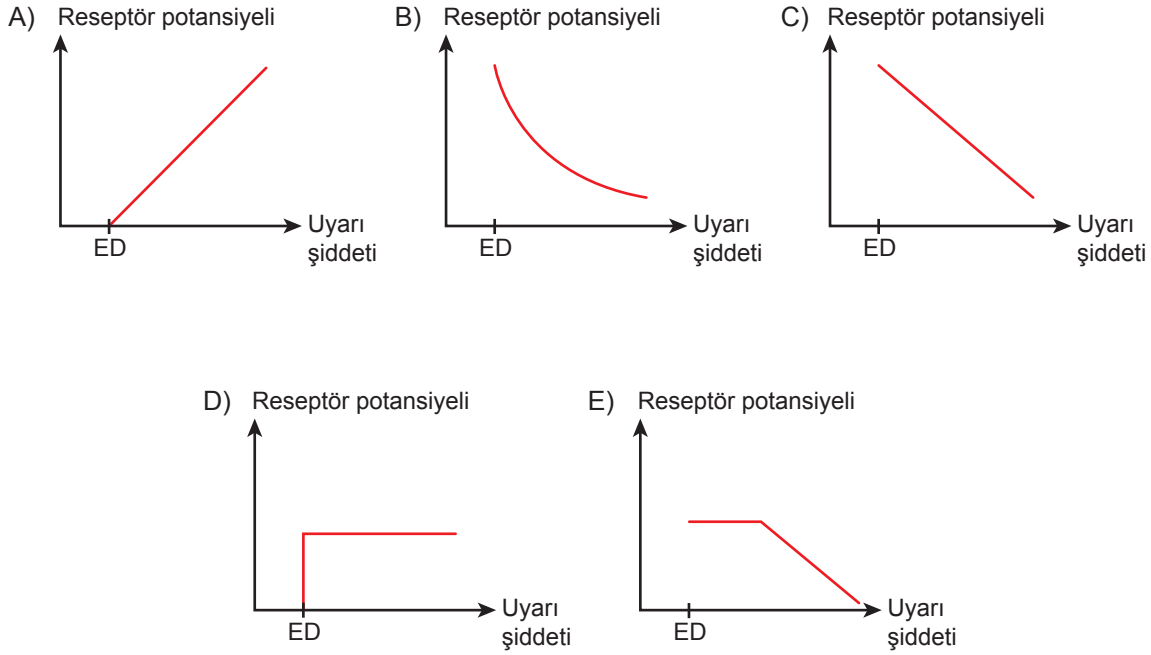 A) Reseptör potansiyeli
Uyarı
şiddeti
ED
B) Reseptör potansiyeli
Uyarı
şiddeti
ED
C) Reseptör potansiyeli
Uyarı
şiddeti
ED
D) Reseptör potansiyeli
Uyarı
şiddeti
ED
E) Reseptör potansiyeli
Uyarı
şiddeti
ED